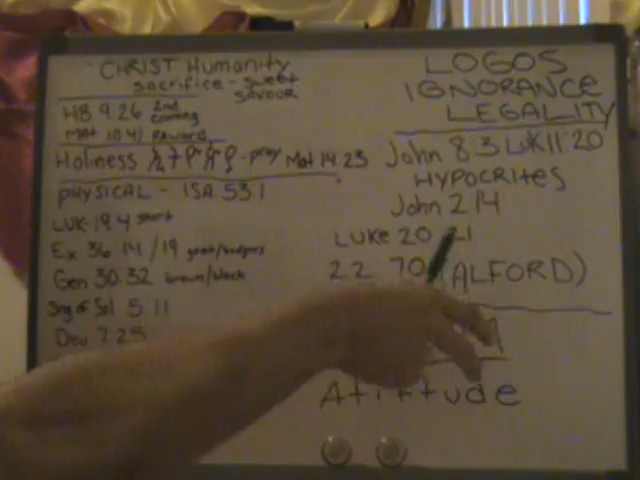 CHRIST Humanity
sacrifice - sweet
savour
HB 9.26 2nd
coming
Mat 10 41 Reward
Holiness
- pray Mat 14.23
PHYSICAL - ISA 53:1
LUK 19.4 short
Ex 36 14/19 goat/badgers
Gen 30.32 brown/black
Sng of Sol 5 11
Deu 7:25
LOGOS
IGNORANCE
LEGALITY
John 8:3 LUK 11:20
HYPOCRITES
John 2 14
LUKE 20 21
22 70 (ALFORD)
Attitude